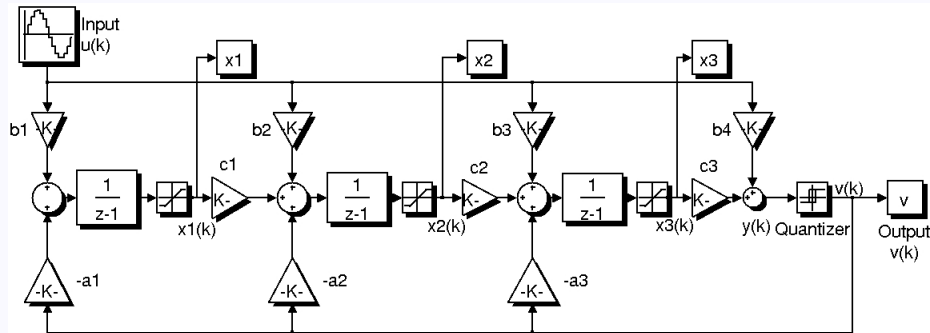 Input
u(k)
x1
x2
x3
b1
-K-
b2
-K-
b3
-K-
b4
-K-
1
z-1
x1(k)
c1
K-
1
z-1
x2(k)
c2
K-
1
z-1
x3(k)
c3
K-
y(k)
Quantizer
v(k)
v
Output
v(k)
-K-
-a1
-K-
-a2
-K-
-a3